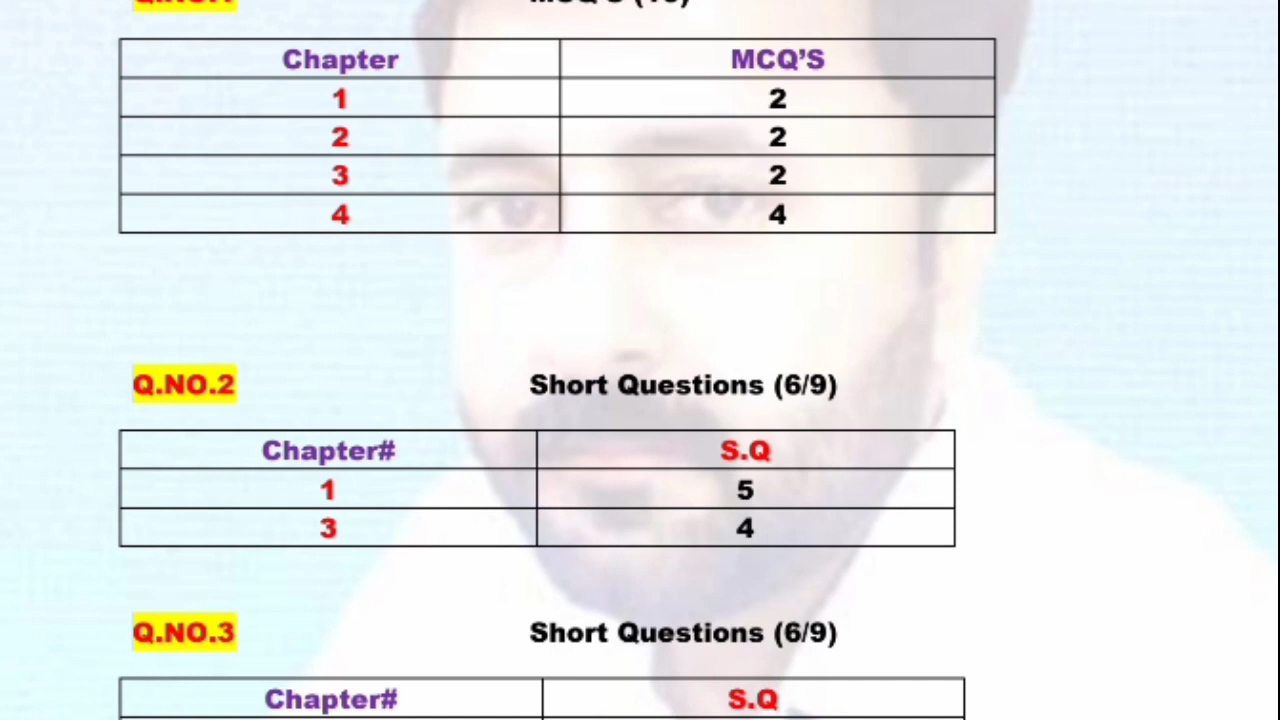 Chapter MCQ'S
1 2
2 2
3 2
4 4
Q.NO.2 Short Questions (6/9)
Chapter# S.Q
1 5
3 4
Q.NO.3 Short Questions (6/9)
Chapter# S.Q